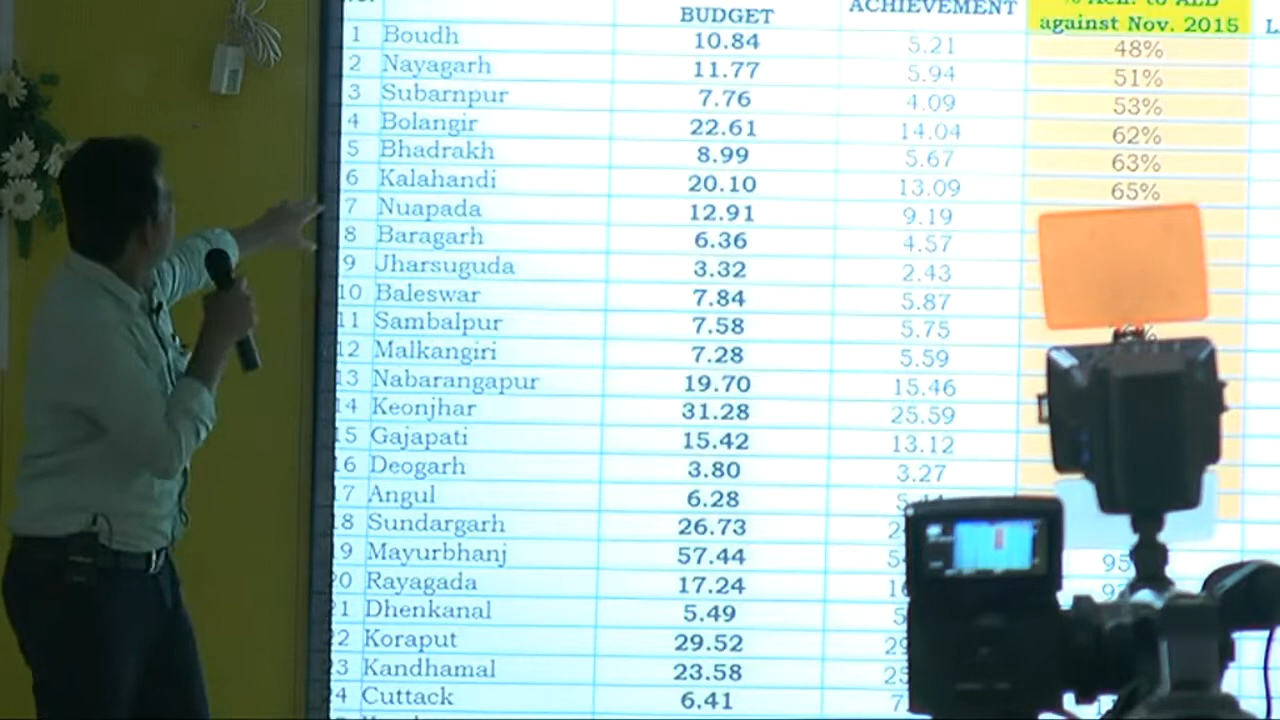 BUDGET ACHIEVEMENT against Nov. 2015
1 Boudh 10.84 5.21 48%
2 Nayagarh 11.77 5.94 51%
3 Subarnpur 7.76 4.09 53%
4 Bolangir 22.61 14.04 62%
5 Bhadrakh 8.99 5.67 63%
6 Kalahandi 20.10 13.09 65%
7 Nuapada 12.91 9.19
8 Baragarh 6.36 4.57
9 Jharsuguda 3.32 2.43
10 Baleswar 7.84 5.87
11 Sambalpur 7.58 5.75
12 Malkangiri 7.28 5.59
13 Nabarangapur 19.70 15.46
14 Keonjhar 31.28 25.59
15 Gajapati 15.42 13.12
16 Deogarh 3.80 3.27
17 Angul 6.28
18 Sundargarh 26.73
19 Mayurbhanj 57.44
20 Rayagada 17.24
21 Dhenkanal 5.49
22 Koraput 29.52
23 Kandhamal 23.58
24 Cuttack 6.41